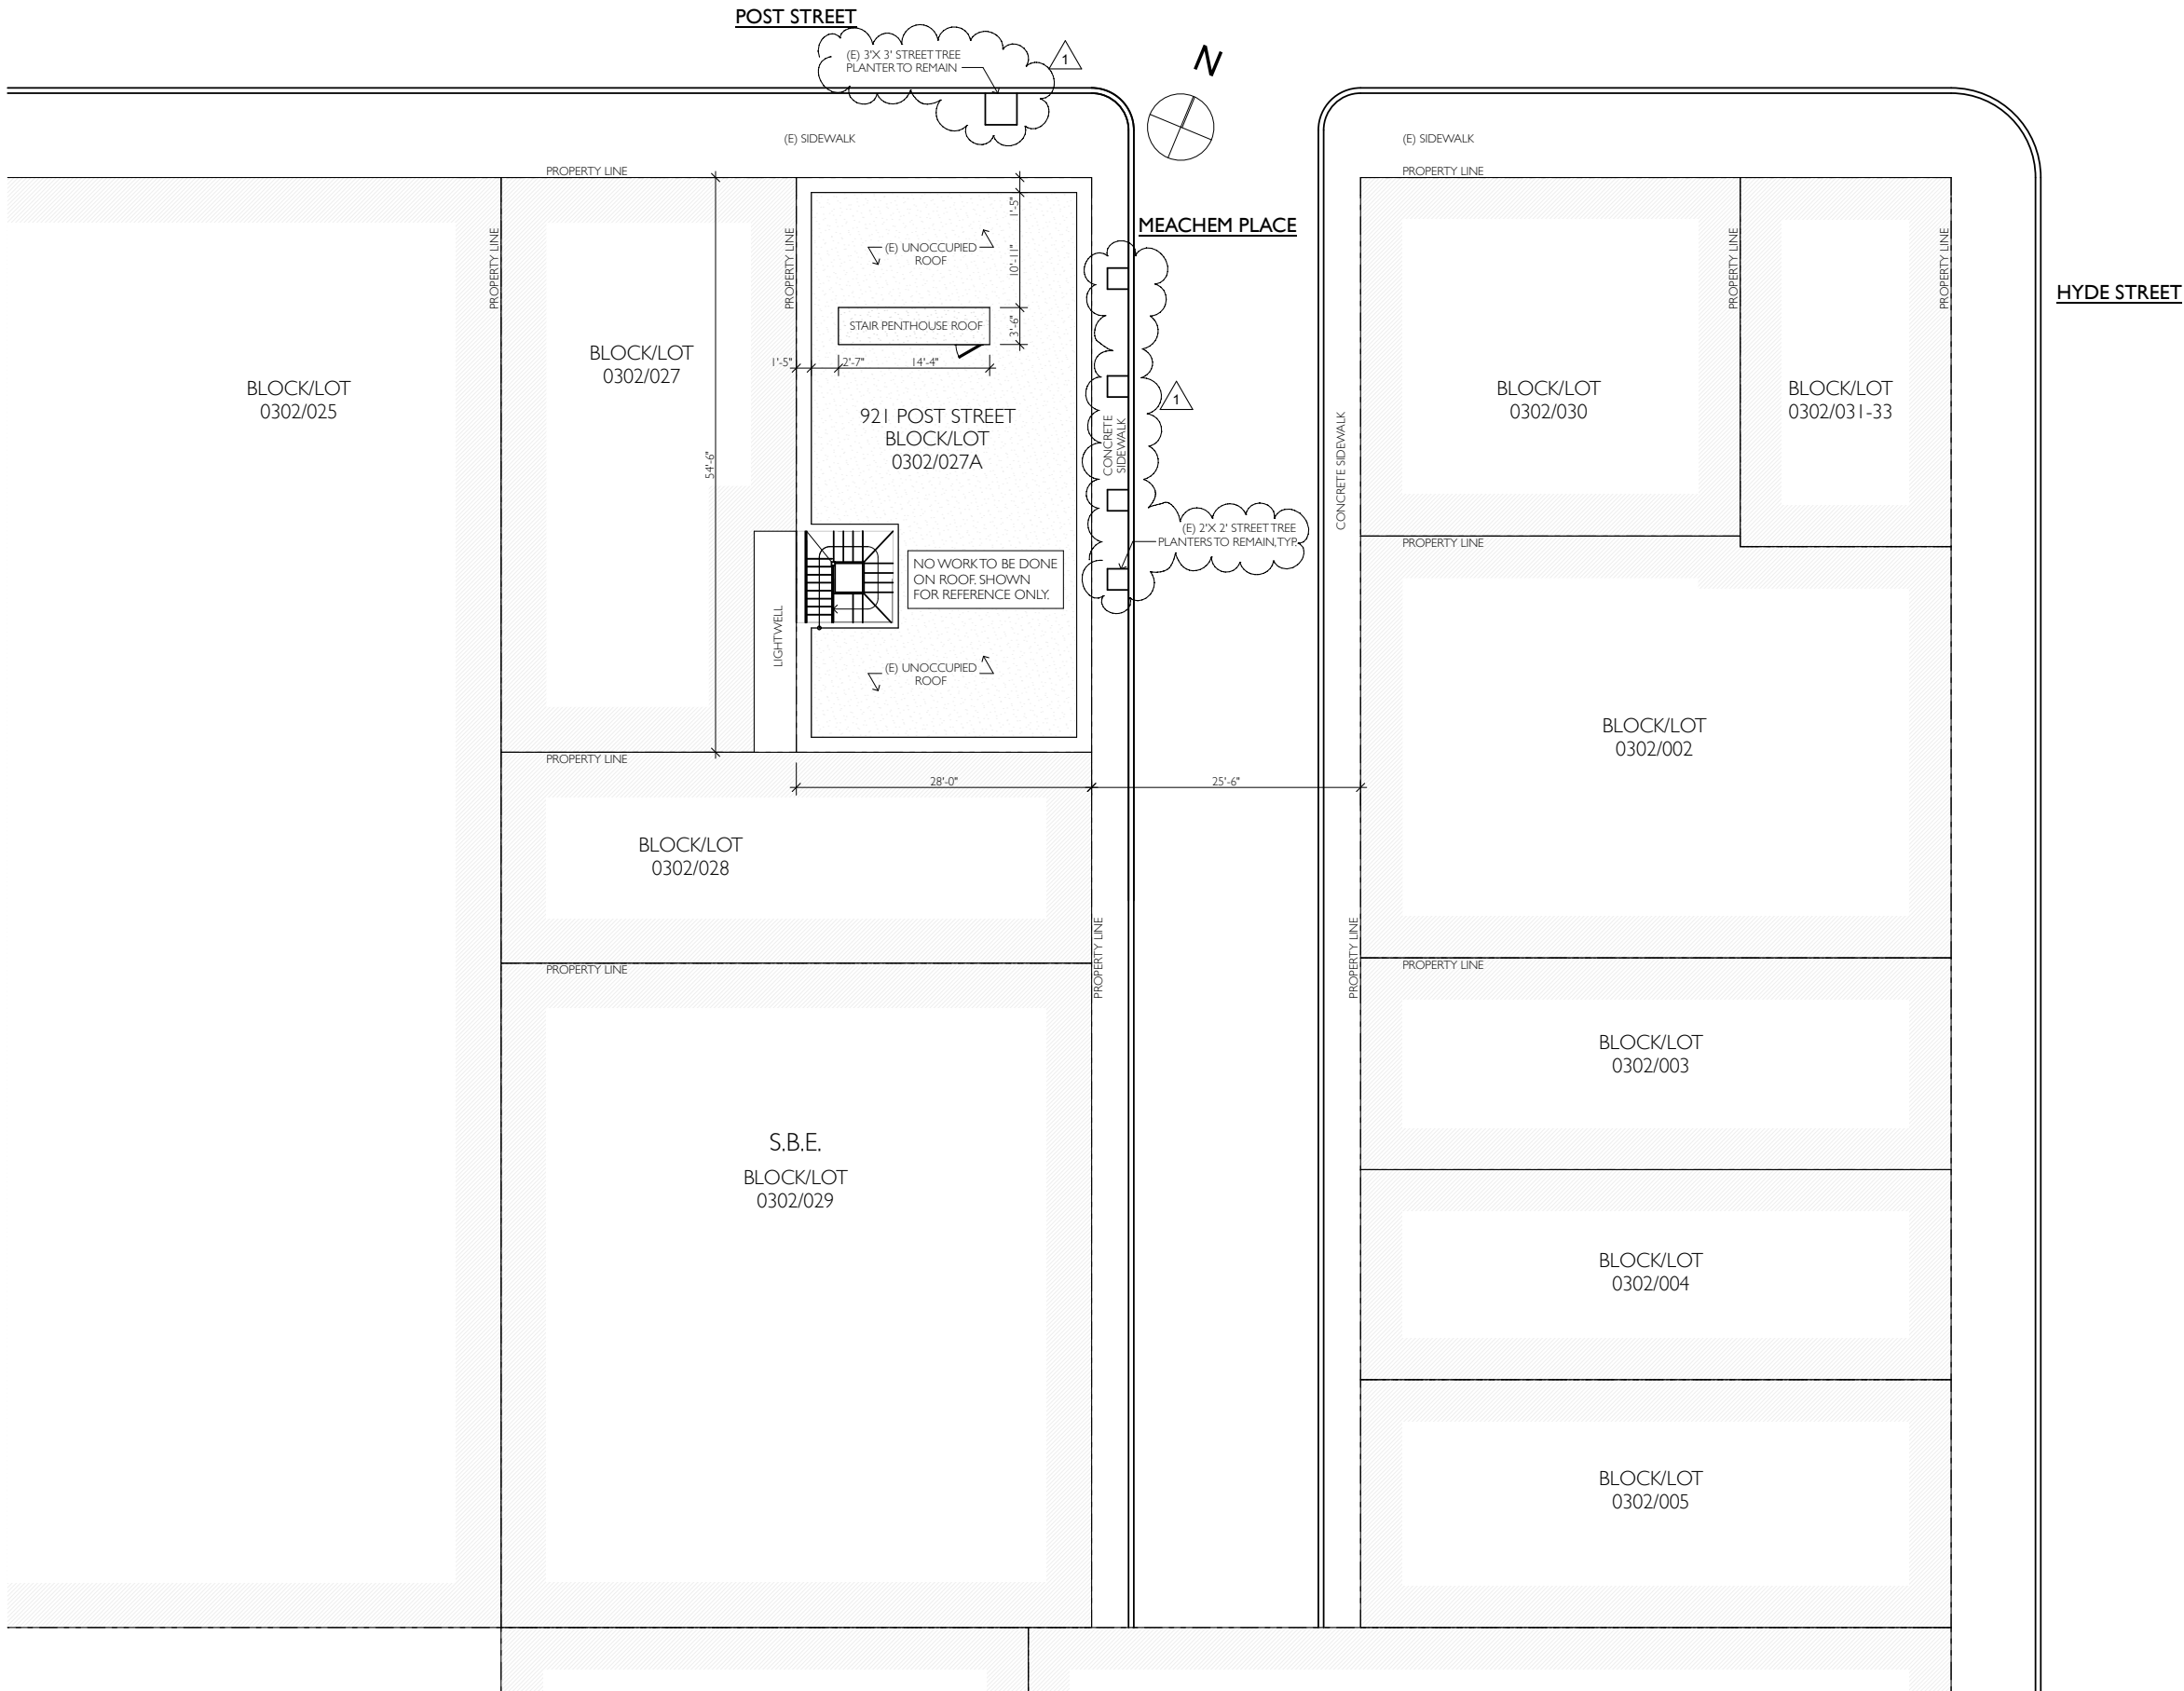 POST STREET
(E) 3'X 3' STREET TREE
PLANTER TO REMAIN
1
N
(E) SIDEWALK
(E) SIDEWALK
PROPERTY LINE
PROPERTY LINE
PROPERTY LINE
PROPERTY LINE
PROPERTY LINE
PROPERTY LINE
MEACHEM PLACE
HYDE STREET
1'-5"
10'-11"
3'-6"
(E) UNOCCUPIED
ROOF
STAIR PENTHOUSE ROOF
1'-5"
2'-7"
14'-4"
BLOCK/LOT
0302/025
BLOCK/LOT
0302/027
921 POST STREET
BLOCK/LOT
0302/027A
54'-6"
CONCRETE
SIDEWALK
1
CONCRETE SIDEWALK
BLOCK/LOT
0302/030
BLOCK/LOT
0302/031-33
(E) 2'X 2' STREET TREE
PLANTERS TO REMAIN, TYP.
PROPERTY LINE
NO WORK TO BE DONE
ON ROOF. SHOWN
FOR REFERENCE ONLY.
LIGHTWELL
(E) UNOCCUPIED
ROOF
BLOCK/LOT
0302/002
PROPERTY LINE
28'-0"
25'-6"
BLOCK/LOT
0302/028
PROPERTY LINE
PROPERTY LINE
PROPERTY LINE
PROPERTY LINE
BLOCK/LOT
0302/003
S.B.E.
BLOCK/LOT
0302/029
BLOCK/LOT
0302/004
BLOCK/LOT
0302/005